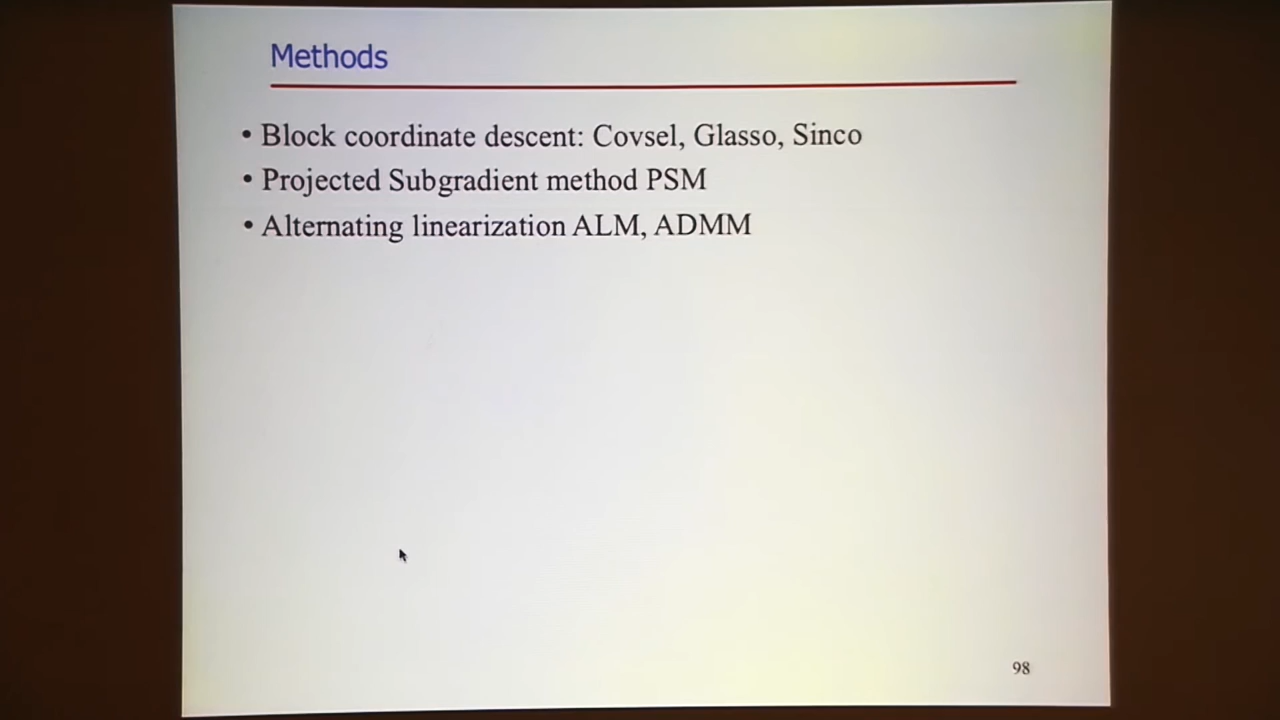 Methods
• Block coordinate descent: Covsel, Glasso, Sinco
• Projected Subgradient method PSM
• Alternating linearization ALM, ADMM
98